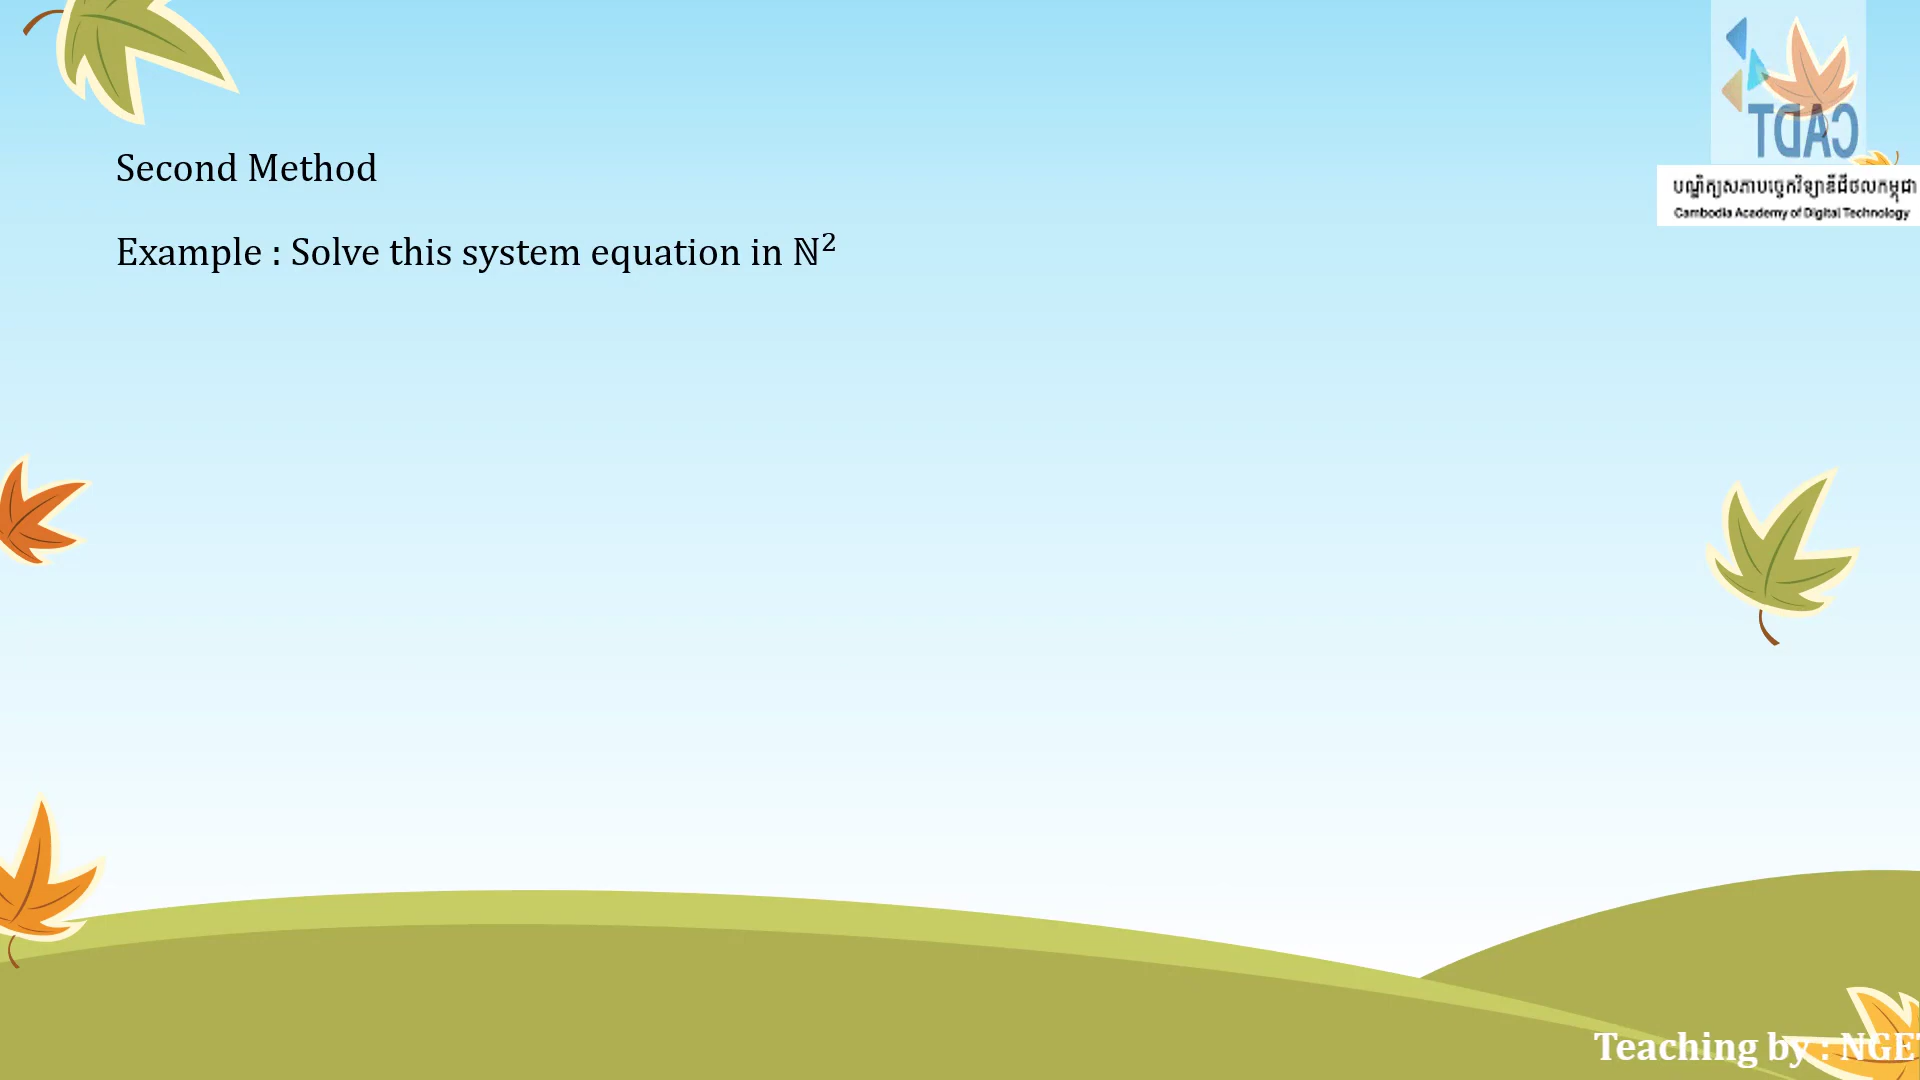 Second Method
Example : Solve this system equation in ℕ²
CADT
បណ្ឌិត្យសភាបច្ចេកវិទ្យាឌីជីថលកម្ពុជា
Cambodia Academy of Digital Technology
Teaching by : NGET